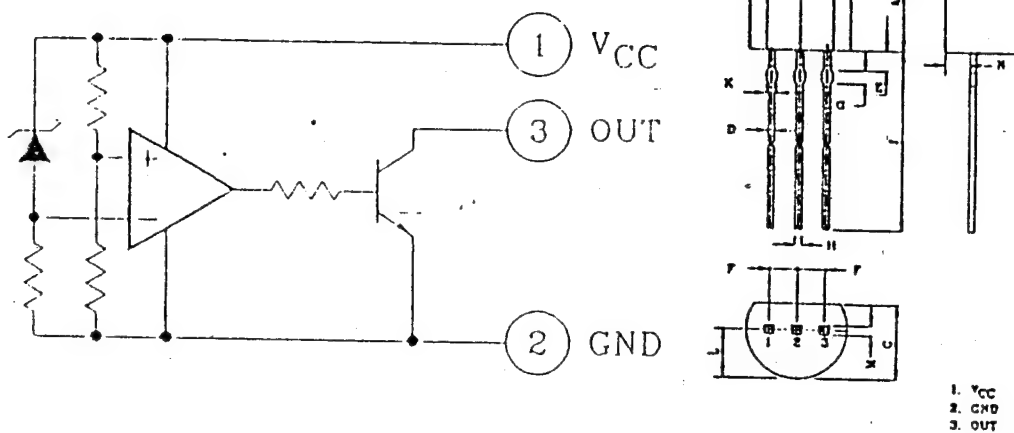 1 VCC
3 OUT
2 GND
+
−
K
D
H
F F
1 2 3
L
C
1. VCC
2. GND
3. OUT